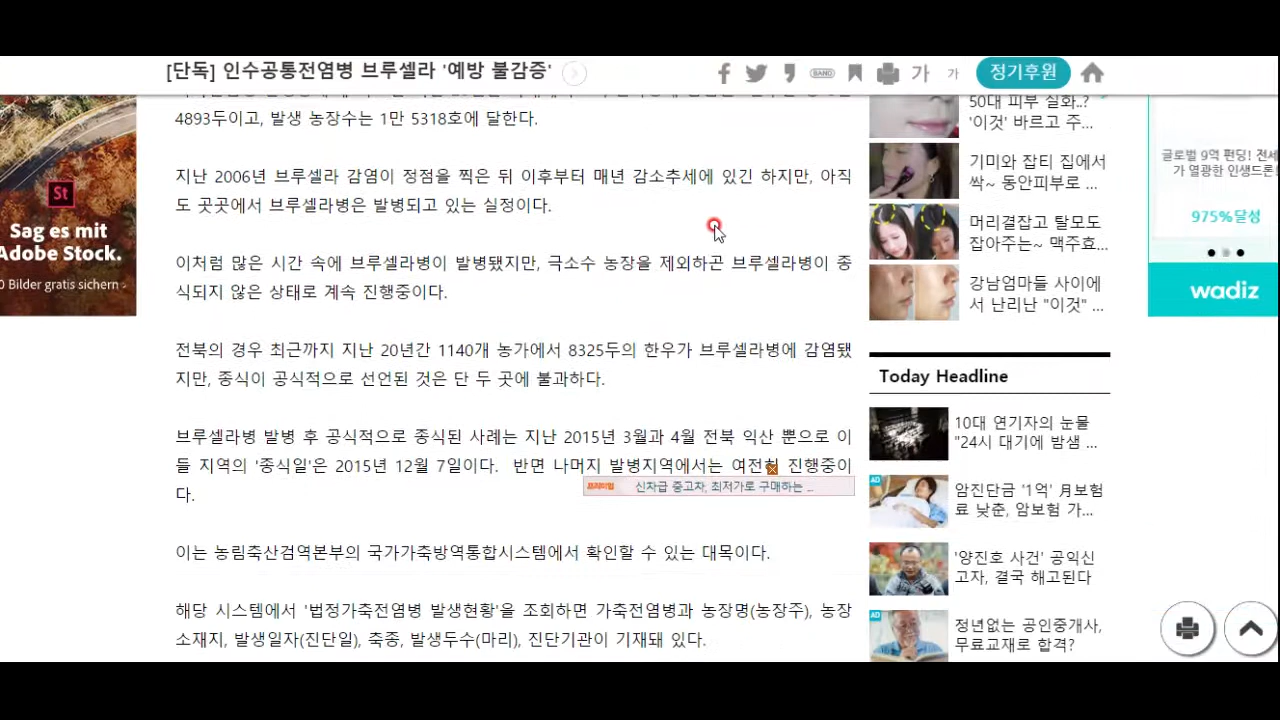 [단독] 인수공통전염병 브루셀라 '예방 불감증'
BAND
가
가
정기후원
4893두이고, 발생 농장수는 1만 5318호에 달한다.
지난 2006년 브루셀라 감염이 정점을 찍은 뒤 이후부터 매년 감소추세에 있긴 하지만, 아직
도 곳곳에서 브루셀라병은 발병되고 있는 실정이다.
이처럼 많은 시간 속에 브루셀라병이 발병됐지만, 극소수 농장을 제외하곤 브루셀라병이 종
식되지 않은 상태로 계속 진행중이다.
전북의 경우 최근까지 지난 20년간 1140개 농가에서 8325두의 한우가 브루셀라병에 감염됐
지만, 종식이 공식적으로 선언된 것은 단 두 곳에 불과하다.
브루셀라병 발병 후 공식적으로 종식된 사례는 지난 2015년 3월과 4월 전북 익산 뿐으로 이
들 지역의 '종식일'은 2015년 12월 7일이다. 반면 나머지 발병지역에서는 여전히 진행중이
다.
프리미엄 신차급 중고차, 최저가로 구매하는 ...
이는 농림축산검역본부의 국가가축방역통합시스템에서 확인할 수 있는 대목이다.
해당 시스템에서 '법정가축전염병 발생현황'을 조회하면 가축전염병과 농장명(농장주), 농장
소재지, 발생일자(진단일), 축종, 발생두수(마리), 진단기관이 기재돼 있다.
St
Sag es mit
Adobe Stock.
0 Bilder gratis sichern
50대 피부 실화..?
'이것' 바르고 주...
기미와 잡티 집에서
싹~ 동안피부로 ...
머리결잡고 탈모도
잡아주는~ 맥주효...
강남엄마들 사이에
서 난리난 "이것" ...
Today Headline
10대 연기자의 눈물
"24시 대기에 밤샘 ...
AD
암진단금 '1억' 月보험
료 낮춘, 암보험 가...
'양진호 사건' 공익신
고자, 결국 해고된다
AD
정년없는 공인중개사,
무료교재로 합격?
글로벌 9억 펀딩! 전세
가 열광한 인생드론!
975%달성
wadiz